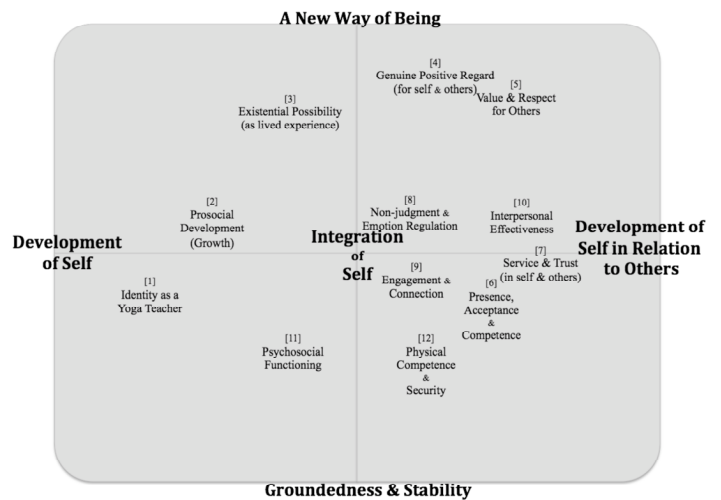 A New Way of Being
[4]
Genuine Positive Regard
(for self & others)
[5]
Value & Respect
for Others
[3]
Existential Possibility
(as lived experience)
[2]
Prosocial
Development
(Growth)
[8]
Non-judgment &
Emption Regulation
[10]
Interpersonal
Effectiveness
Development
of Self
Integration
of
Self
Development of
Self in Relation
to Others
[7]
Service & Trust
(in self & others)
[1]
Identity as a
Yoga Teacher
[9]
Engagement &
Connection
[6]
Presence,
Acceptance
&
Competence
[11]
Psychosocial
Functioning
[12]
Physical
Competence
&
Security
Groundedness & Stability